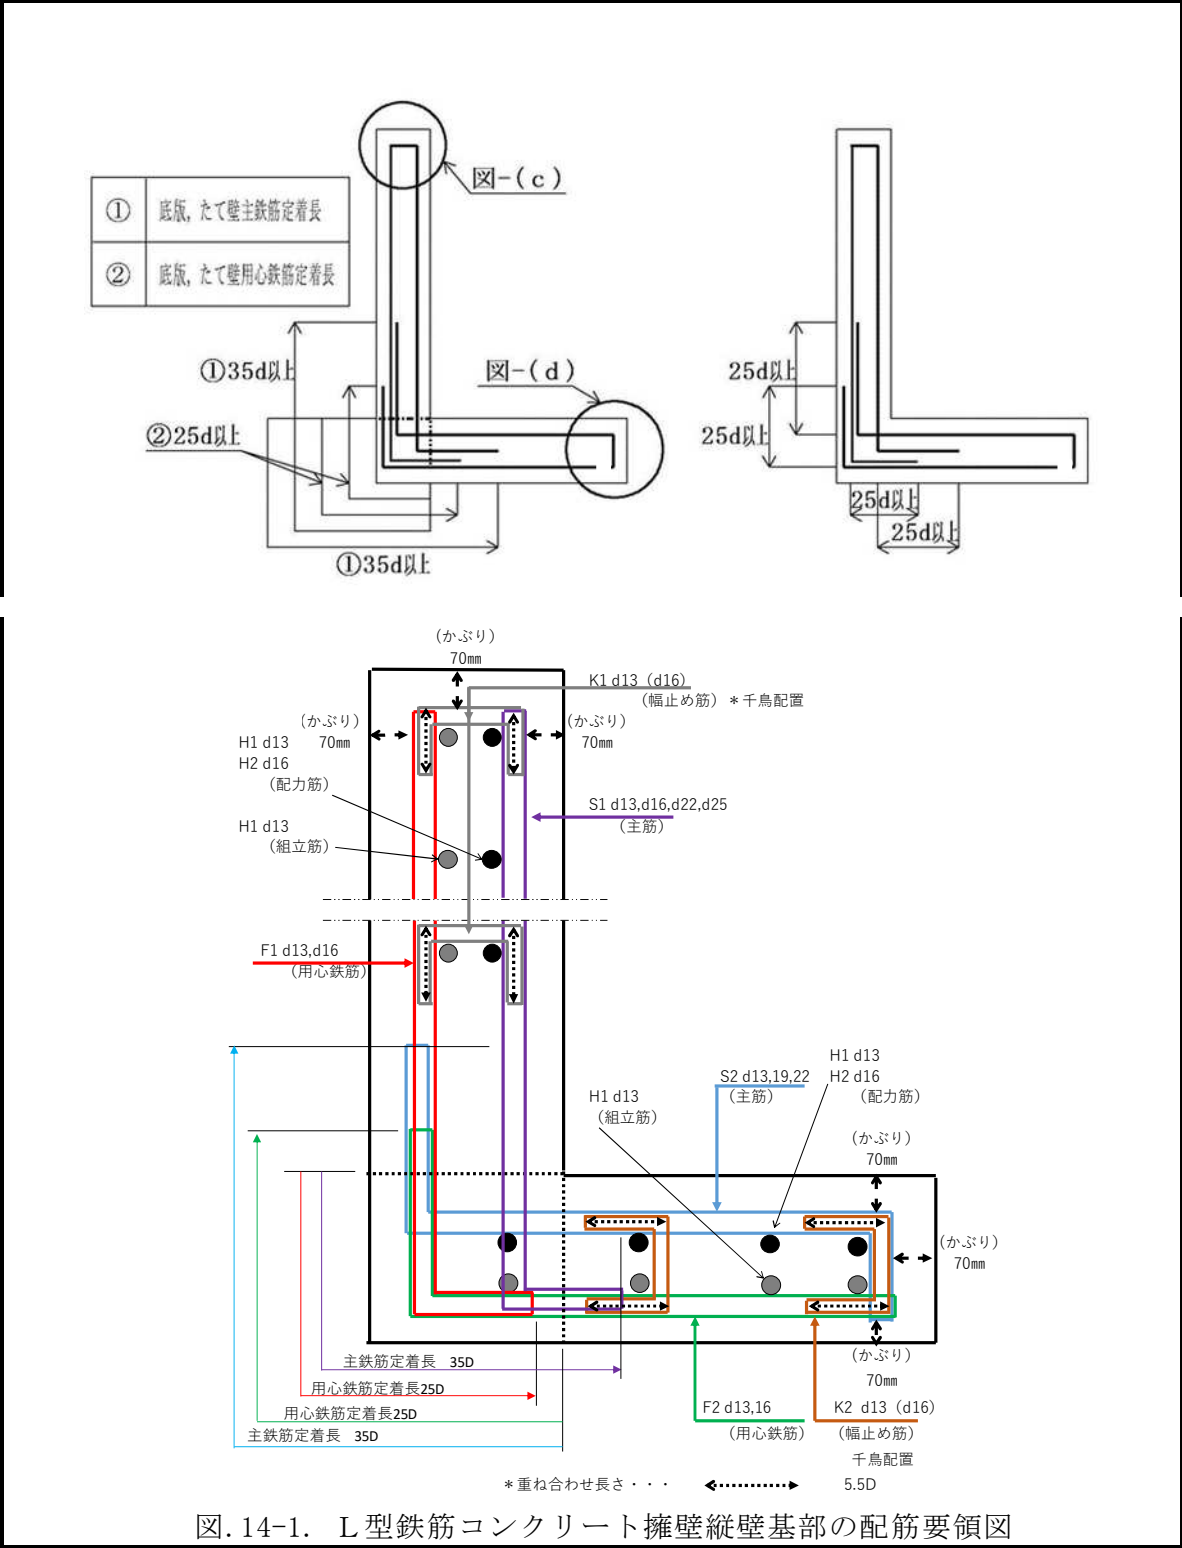 図-(c)
① 底版，たて壁主鉄筋定着長
② 底版，たて壁用心鉄筋定着長
①35d以上
図-(d)
②25d以上
①35d以上
25d以上
25d以上
25d以上
25d以上
(かぶり)
70㎜
K1 d13（d16）
（幅止め筋）＊千鳥配置
(かぶり)
70㎜
(かぶり)
70㎜
H1 d13
H2 d16
（配力筋）
H1 d13
（組立筋）
S1 d13,d16,d22,d25
（主筋）
F1 d13,d16
（用心鉄筋）
H1 d13
H2 d16
（配力筋）
S2 d13,19,22
（主筋）
H1 d13
（組立筋）
(かぶり)
70㎜
(かぶり)
70㎜
(かぶり)
70㎜
主鉄筋定着長 35D
用心鉄筋定着長25D
用心鉄筋定着長25D
主鉄筋定着長 35D
F2 d13,16
（用心鉄筋）
K2 d13（d16）
（幅止め筋）
千鳥配置
＊重ね合わせ長さ・・・ 5.5D
図.14-1. Ｌ型鉄筋コンクリート擁壁縦壁基部の配筋要領図